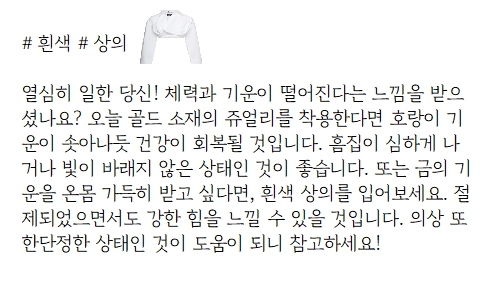 # 흰색 # 상의
열심히 일한 당신! 체력과 기운이 떨어진다는 느낌을 받으
셨나요? 오늘 골드 소재의 쥬얼리를 착용한다면 호랑이 기
운이 솟아나듯 건강이 회복될 것입니다. 흠집이 심하게 나
거나 빛이 바래지 않은 상태인 것이 좋습니다. 또는 금의 기
운을 온몸 가득히 받고 싶다면, 흰색 상의를 입어보세요. 절
제되었으면서도 강한 힘을 느낄 수 있을 것입니다. 의상 또
한단정한 상태인 것이 도움이 되니 참고하세요!